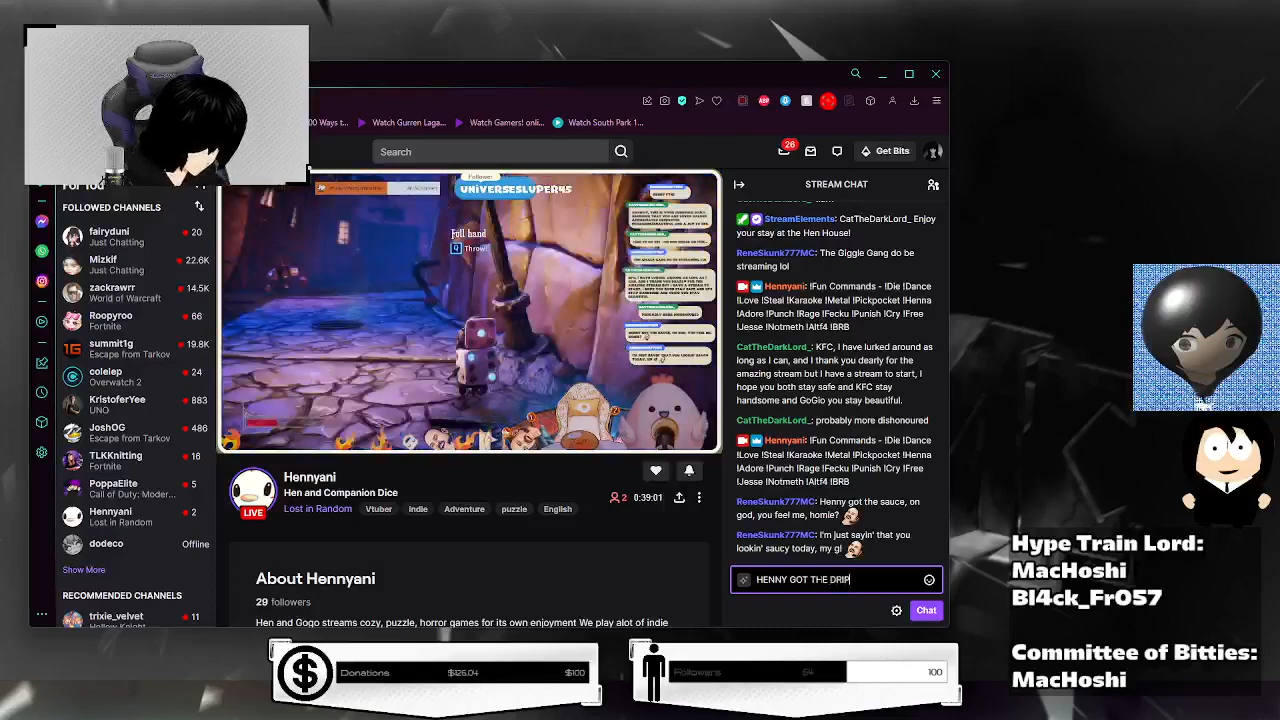 00 Ways t...
Watch Gurren Laga...
Watch Gamers! onli...
Watch South Park 1...
Search
26
Get Bits
FOLLOWED CHANNELS
fairyduni
20
Just Chatting
Mizkif
22.6K
Just Chatting
zackrawrr
14.5K
World of Warcraft
Roopyroo
66
Fortnite
summit1g
19.8K
Escape from Tarkov
colelep
24
Overwatch 2
KristoferYee
883
UNO
JoshOG
486
Escape from Tarkov
TLKKnitting
16
Fortnite
PoppaElite
5
Call of Duty: Moder...
Hennyani
2
Lost in Random
dodeco
Offline
Show More
RECOMMENDED CHANNELS
trixie_velvet
11
Follower
UNIVERSESLUPER45
Full hand
Q Throw!
LIVE
Hennyani
Hen and Companion Dice
Lost in Random
Vtuber
Indie
Adventure
puzzle
English
2
0:39:01
About Hennyani
29 followers
Hen and Gogo streams cozy, puzzle, horror games for its own enjoyment We play alot of indie
STREAM CHAT
StreamElements: CatTheDarkLord_ Enjoy
your stay at the Hen House!
ReneSkunk777MC: The Giggle Gang do be
streaming lol
Hennyani: !Fun Commands - !Die !Dance
!Love !Steal !Karaoke !Metal !Pickpocket !Henna
!Adore !Punch !Rage !Fecku !Punish !Cry !Free
!Jesse !Notmeth !Altf4 !BRB
CatTheDarkLord_: KFC, I have lurked around as
long as I can, and I thank you dearly for the
amazing stream but I have a stream to start, I
hope you both stay safe and KFC stay
handsome and GoGio stay beautiful.
CatTheDarkLord_: probably more dishonoured
Hennyani: !Fun Commands - !Die !Dance
!Love !Steal !Karaoke !Metal !Pickpocket !Henna
!Adore !Punch !Rage !Fecku !Punish !Cry !Free
!Jesse !Notmeth !Altf4 !BRB
ReneSkunk777MC: Henny got the sauce, on
god, you feel me, homie?
ReneSkunk777MC: I'm just sayin' that you
lookin' saucy today, my g!
HENNY GOT THE DRIP
Chat
Hype Train Lord:
MacHoshi
Bl4ck_Fr057
Committee of Bitties:
MacHoshi
Donations
$126.04
$100
Followers
100